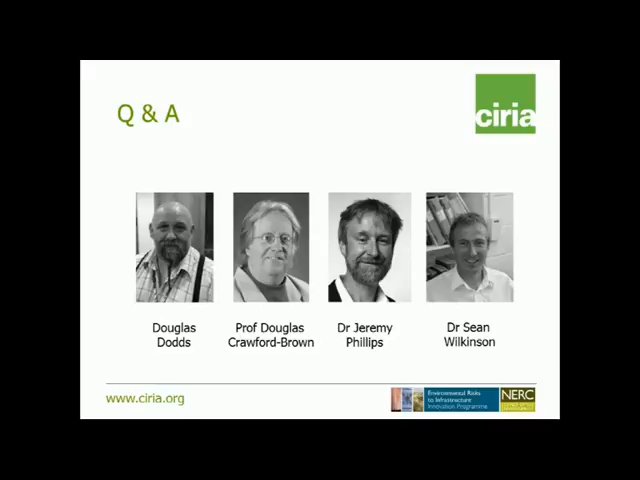 Q & A
ciria
Douglas
Dodds
Prof Douglas
Crawford-Brown
Dr Jeremy
Phillips
Dr Sean
Wilkinson
www.ciria.org
Environmental Risks
to Infrastructure
Innovation Programme
NERC